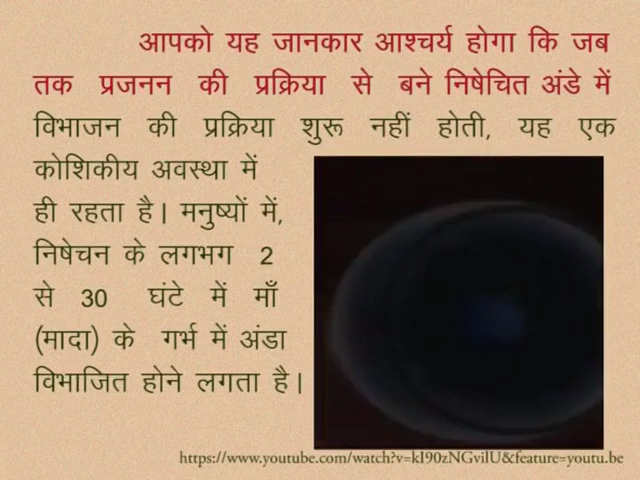 आपको यह जानकार आश्चर्य होगा कि जब
तक प्रजनन की प्रक्रिया से बने निषेचित अंडे में
विभाजन की प्रक्रिया शुरू नहीं होती, यह एक
कोशिकीय अवस्था में
ही रहता है। मनुष्यों में,
निषेचन के लगभग 2
से 30 घंटे में माँ
(मादा) के गर्भ में अंडा
विभाजित होने लगता है।
https://www.youtube.com/watch?v=kI90zNGvilU&feature=youtu.be